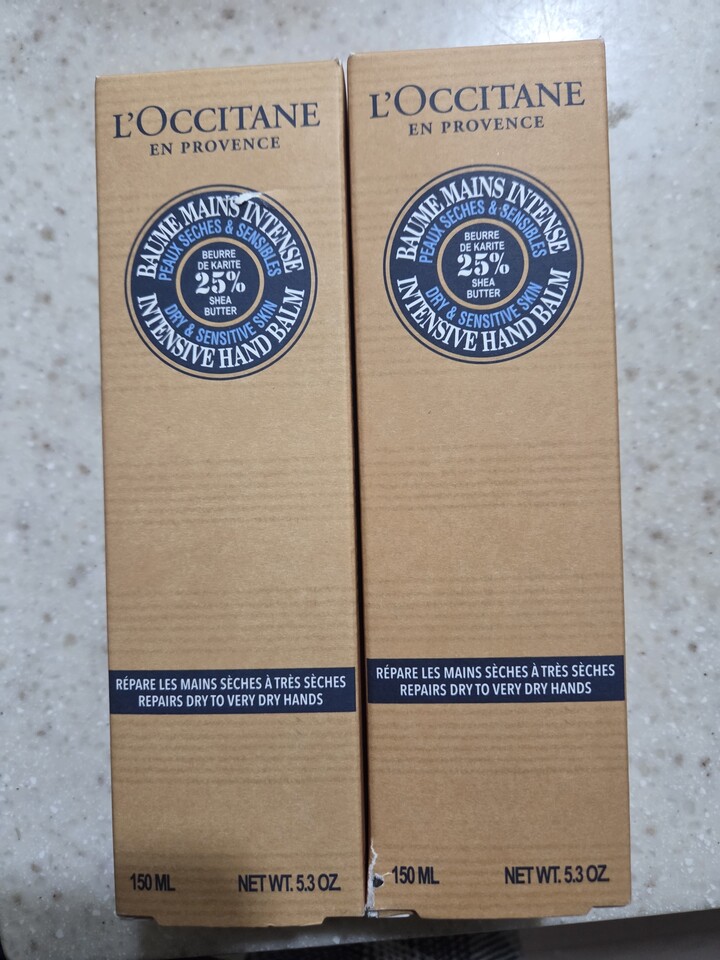 L'OCCITANE
EN PROVENCE
BAUME MAINS INTENSE
PEAUX SÈCHES & SENSIBLES
BEURRE
DE KARITE
25%
SHEA
BUTTER
DRY & SENSITIVE SKIN
INTENSIVE HAND BALM
RÉPARE LES MAINS SÈCHES À TRÈS SÈCHES
REPAIRS DRY TO VERY DRY HANDS
150 ML
NET WT. 5.3 OZ.
L'OCCITANE
EN PROVENCE
BAUME MAINS INTENSE
PEAUX SÈCHES & SENSIBLES
BEURRE
DE KARITE
25%
SHEA
BUTTER
DRY & SENSITIVE SKIN
INTENSIVE HAND BALM
RÉPARE LES MAINS SÈCHES À TRÈS SÈCHES
REPAIRS DRY TO VERY DRY HANDS
150 ML
NET WT. 5.3 OZ.